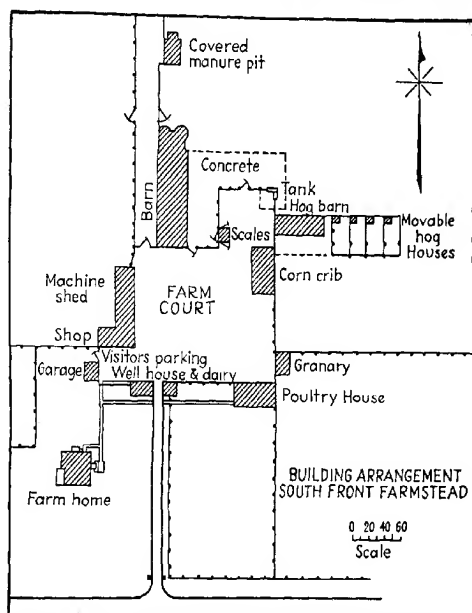 Covered
manure pit
Concrete
Barn
Tank
Hog barn
Movable
hog
Houses
Scales
Machine
shed
FARM
COURT
Corn crib
Shop
Visitors parking
Garage
Well house & dairy
Granary
Poultry House
Farm home
BUILDING ARRANGEMENT
SOUTH FRONT FARMSTEAD
0 20 40 60
Scale